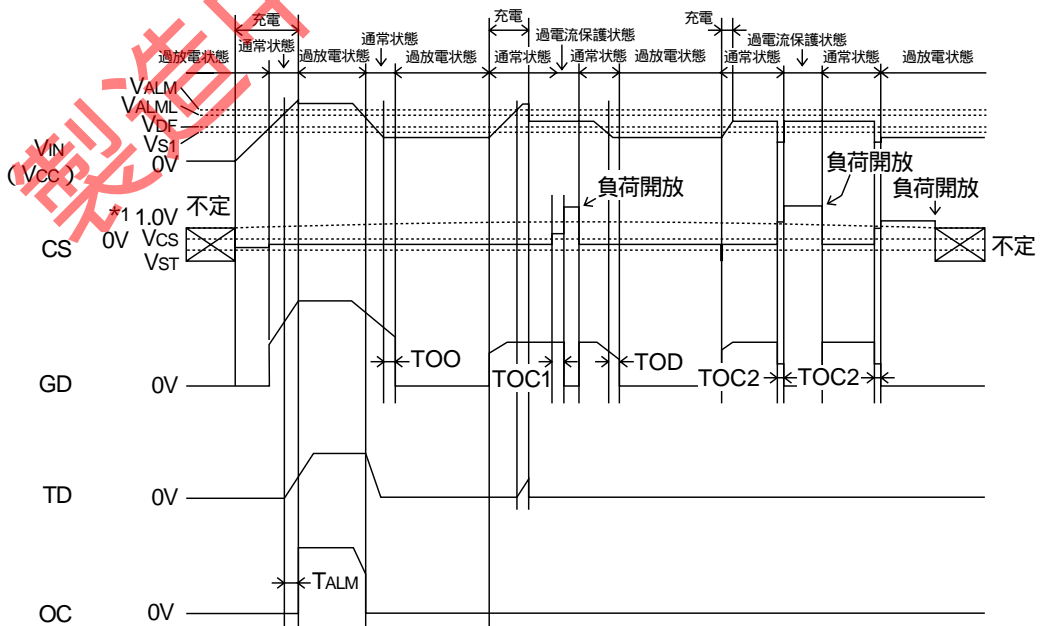 充電
充電
充電
通常状態
通常状態
過電流保護状態
過電流保護状態
過放電状態
過放電状態
過放電状態
通常状態
通常状態
過放電状態
通常状態
通常状態
過放電状態
VALM
VALML
VDF
VS1
0V
VIN
(VCC)
負荷開放
負荷開放
負荷開放
*1 1.0V
不定
0V VCS
VST
CS
不定
TOO
TOC1
TOD
TOC2
TOC2
GD
0V
TD
0V
TALM
OC
0V
製造